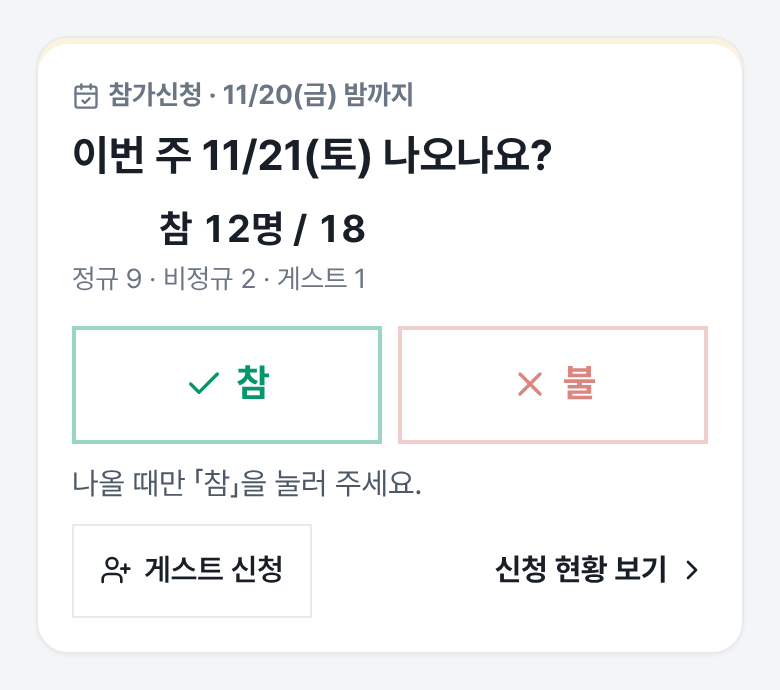 참가신청 · 11/20(금) 밤까지
이번 주 11/21(토) 나오나요?
참 12명 / 18
정규 9 · 비정규 2 · 게스트 1
참
불
나올 때만 ｢참｣을 눌러 주세요.
게스트 신청
신청 현황 보기